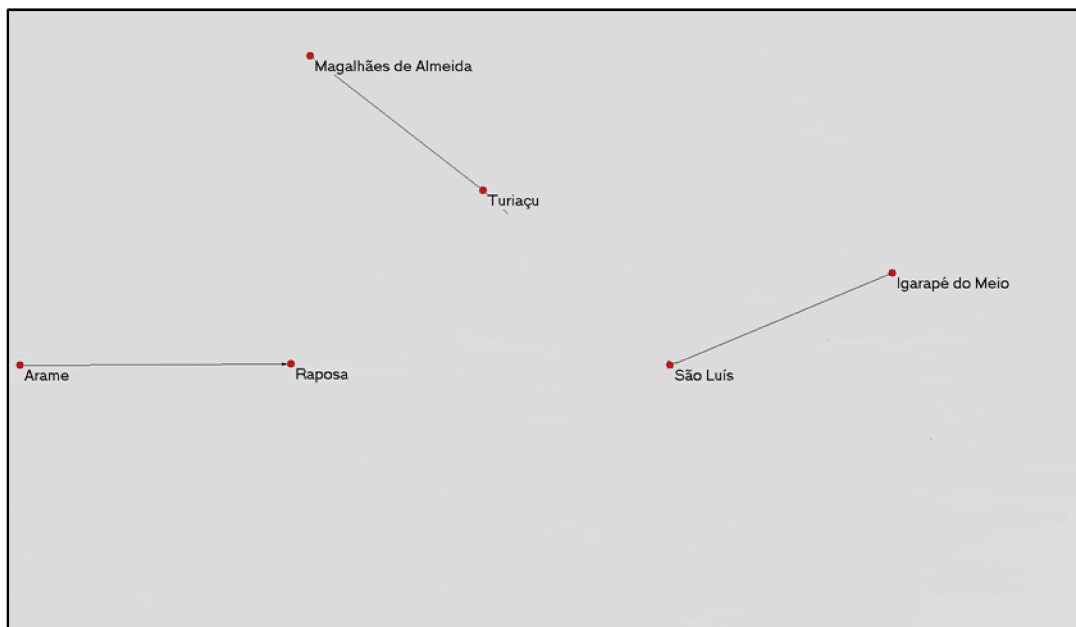 Magalhães de Almeida
Turiaçu
Igarapé do Meio
Arame
Raposa
São Luís